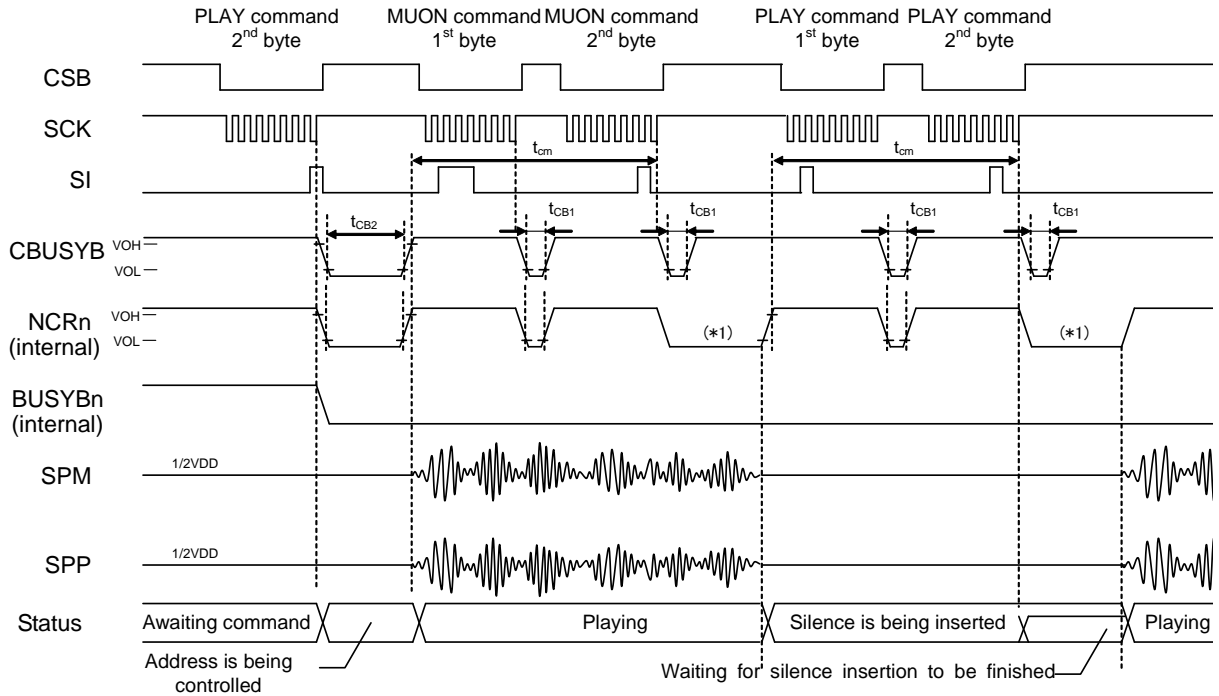 PLAY command MUON command MUON command PLAY command PLAY command
2nd byte 1st byte 2nd byte 1st byte 2nd byte
CSB
SCK
tcm tcm
SI
tCB2 tCB1 tCB1 tCB1 tCB1
CBUSYB VOH
VOL
NCRn VOH
(internal) VOL (*1) (*1)
BUSYBn
(internal)
1/2VDD
SPM
1/2VDD
SPP
Status Awaiting command Playing Silence is being inserted Playing
Address is being controlled
Waiting for silence insertion to be finished